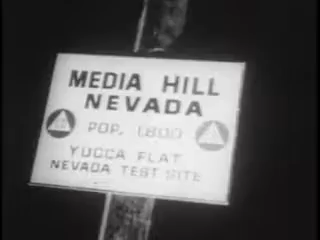 MEDIA HILL
NEVADA
POP. 1800
YUCCA FLAT
NEVADA TEST SITE